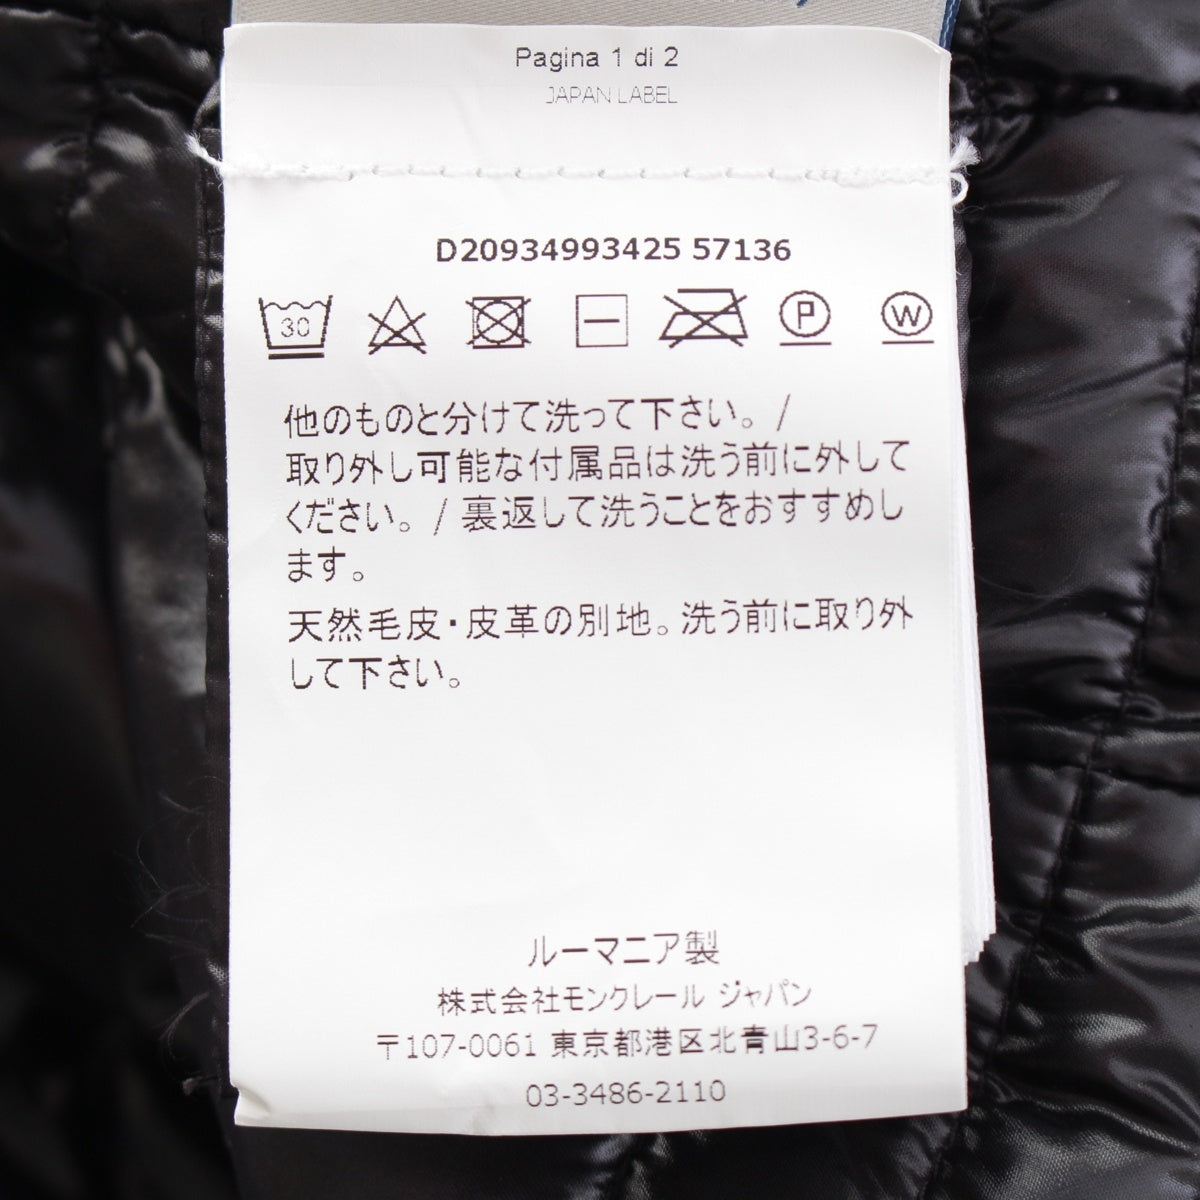 Pagina 1 di 2
JAPAN LABEL
D20934993425 57136
30 P W
他のものと分けて洗って下さい。/
取り外し可能な付属品は洗う前に外して
ください。/ 裏返して洗うことをおすすめし
ます。
天然毛皮・皮革の別地。洗う前に取り外
して下さい。
ルーマニア製
株式会社モンクレール ジャパン
〒107-0061 東京都港区北青山3-6-7
03-3486-2110